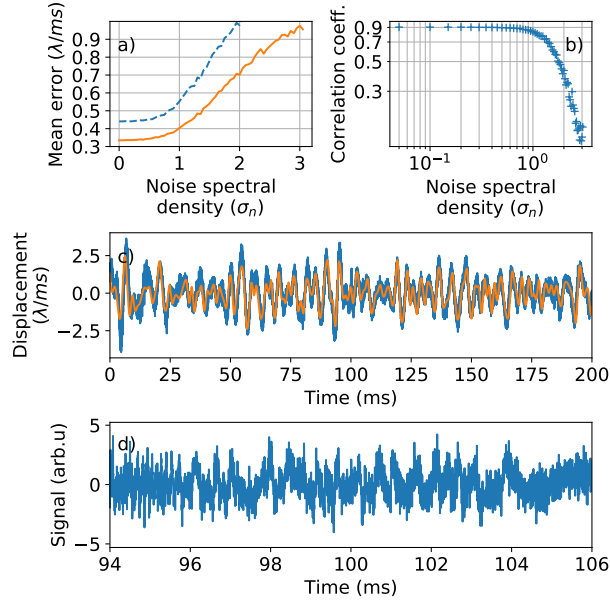 a)
Mean error (λ/ms)
0.9
0.8
0.7
0.6
0.5
0.4
0.3
0
1
2
3
Noise spectral
density (σₙ)
b)
Correlation coeff.
0.9
0.7
0.5
0.3
10⁻¹
10⁰
Noise spectral
density (σₙ)
c)
Displacement
(λ/ms)
2.5
0.0
−2.5
0
25
50
75
100
125
150
175
200
Time (ms)
d)
Signal (arb.u)
5
0
−5
94
96
98
100
102
104
106
Time (ms)